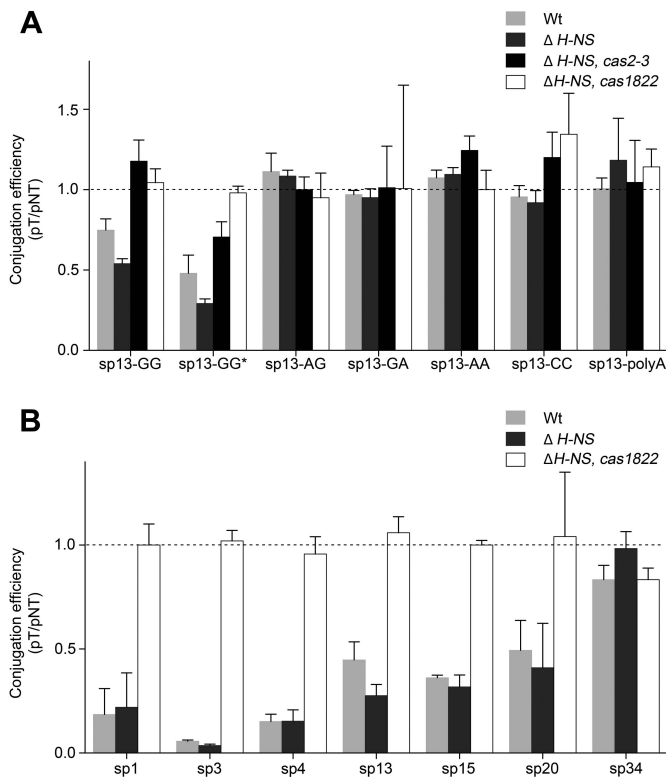 A
Wt
Δ H-NS
Δ H-NS, cas2-3
ΔH-NS, cas1822
Conjugation efficiency
(pT/pNT)
1.5
1.0
0.5
0.0
sp13-GG sp13-GG* sp13-AG sp13-GA sp13-AA sp13-CC sp13-polyA
B
Wt
Δ H-NS
ΔH-NS, cas1822
Conjugation efficiency
(pT/pNT)
1.0
0.5
0.0
sp1 sp3 sp4 sp13 sp15 sp20 sp34